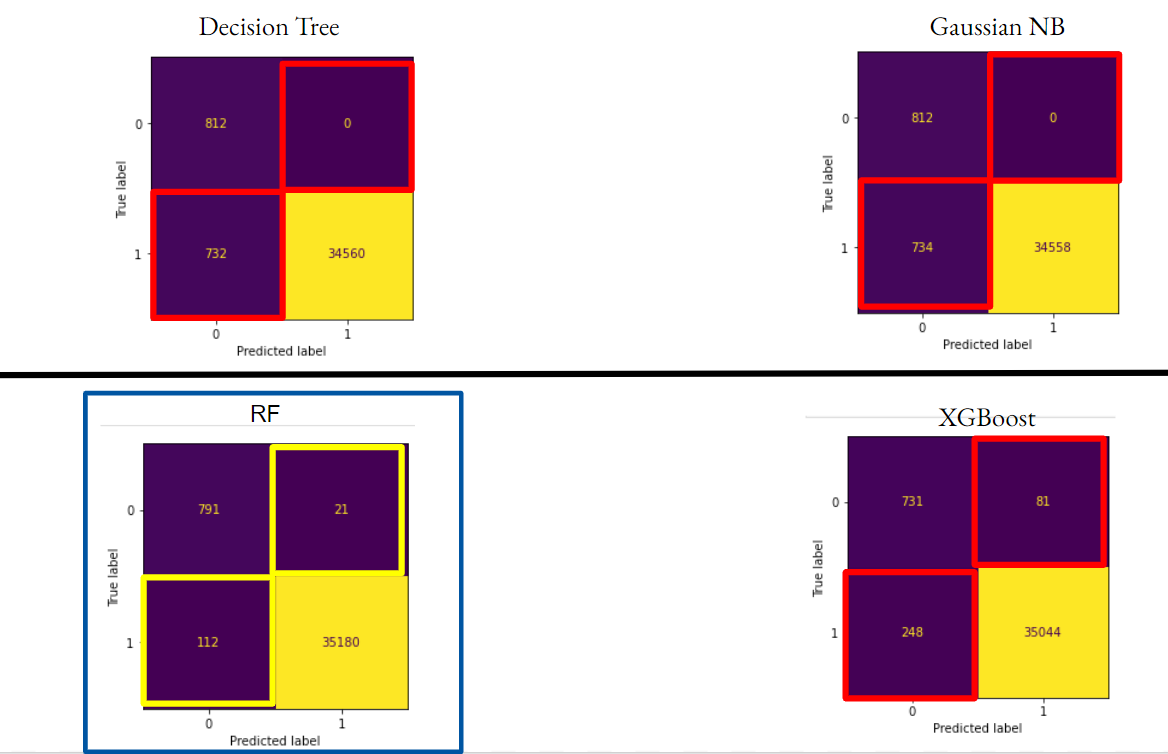 Decision Tree
Gaussian NB
True label
0
812
0
1
732
34560
0
1
Predicted label
True label
0
812
0
1
734
34558
0
1
Predicted label
RF
True label
0
791
21
1
112
35180
0
1
Predicted label
XGBoost
True label
0
731
81
1
248
35044
0
1
Predicted label